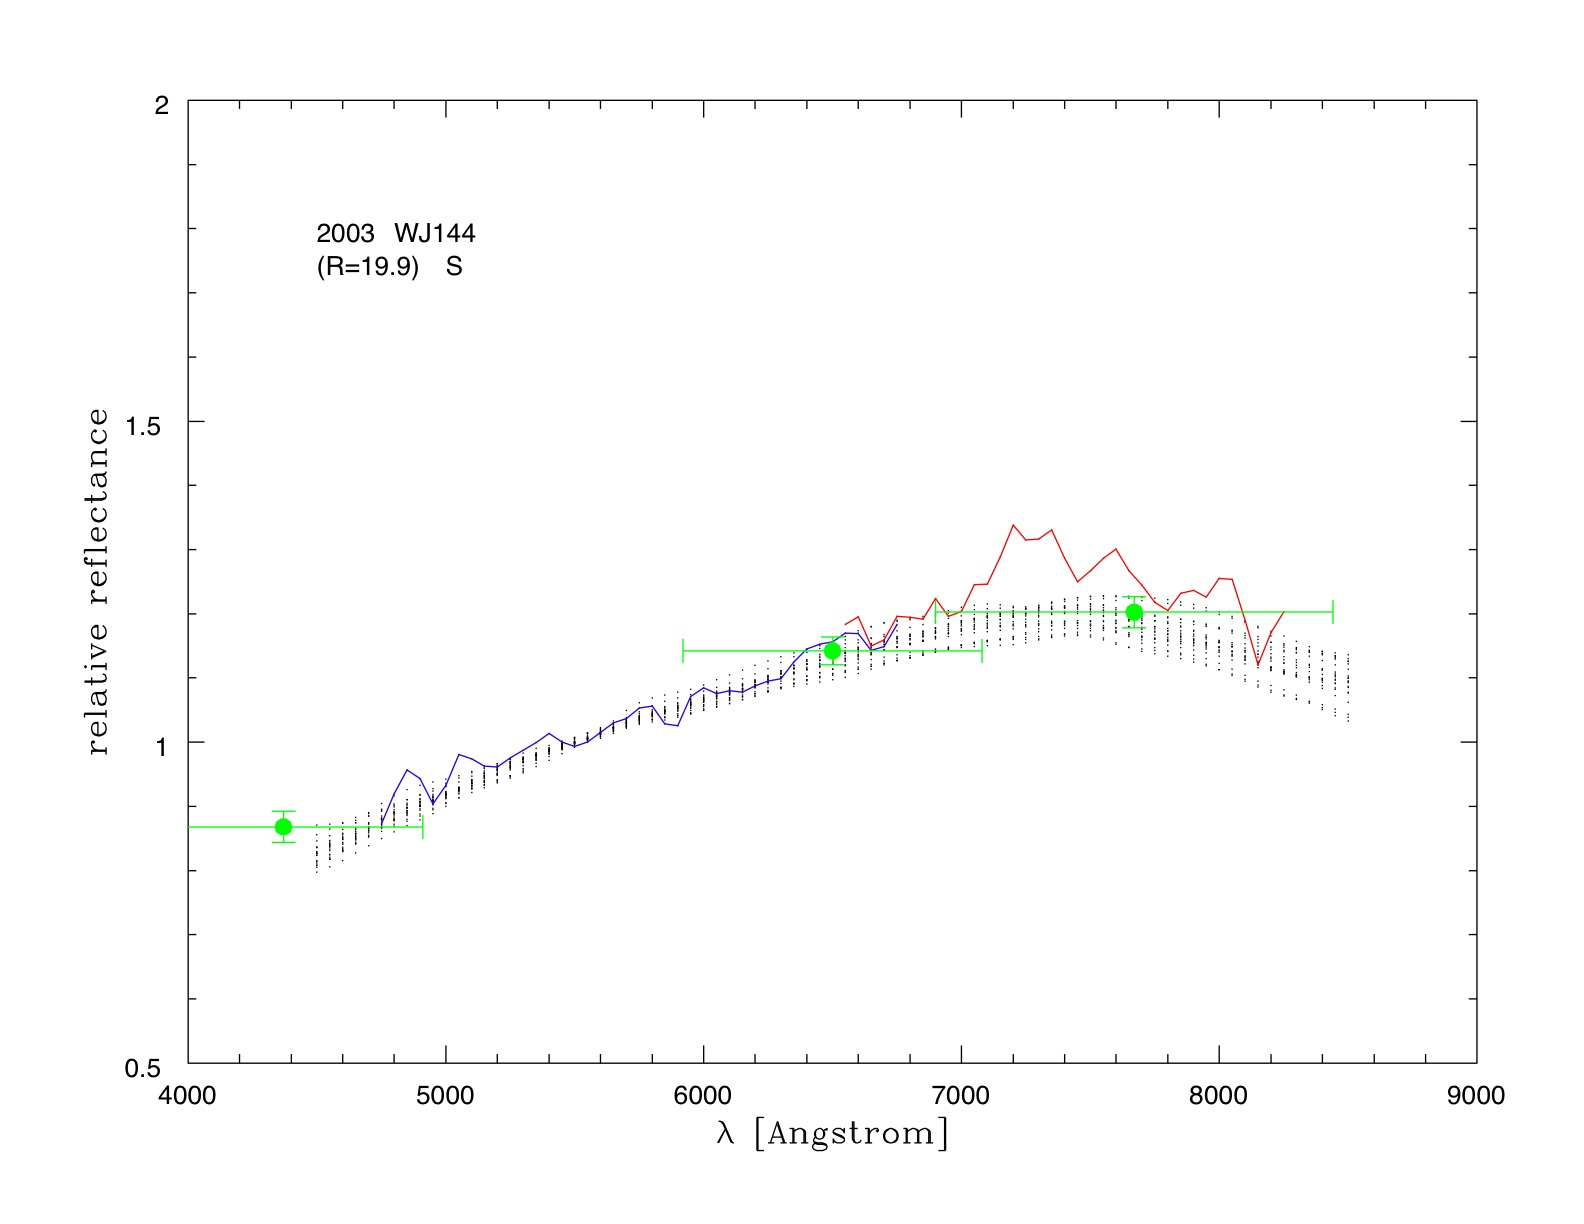 2
2003 WJ144
(R=19.9) S
1.5
relative reflectance
1
0.5
4000 5000 6000 7000 8000 9000
λ [Angstrom]